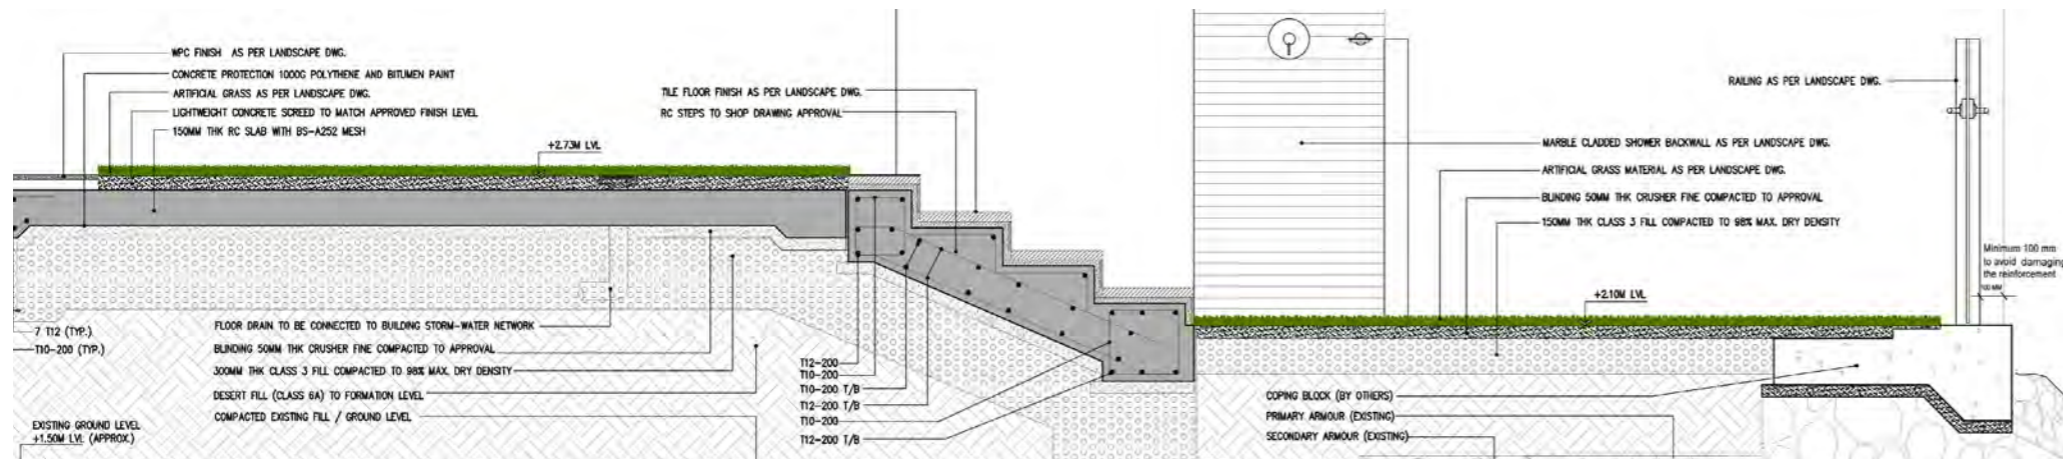 WPC FINISH AS PER LANDSCAPE DWG.
CONCRETE PROTECTION 1000G POLYTHENE AND BITUMEN PAINT
ARTIFICIAL GRASS AS PER LANDSCAPE DWG.
LIGHTWEIGHT CONCRETE SCREED TO MATCH APPROVED FINISH LEVEL
150MM THK RC SLAB WITH BS-A252 MESH
+2.73M LVL
TILE FLOOR FINISH AS PER LANDSCAPE DWG.
RC STEPS TO SHOP DRAWING APPROVAL
RAILING AS PER LANDSCAPE DWG.
MARBLE CLADDED SHOWER BACKWALL AS PER LANDSCAPE DWG.
ARTIFICIAL GRASS MATERIAL AS PER LANDSCAPE DWG.
BLINDING 50MM THK CRUSHER FINE COMPACTED TO APPROVAL
150MM THK CLASS 3 FILL COMPACTED TO 98% MAX. DRY DENSITY
Minimum 100 mm
to avoid damaging
the reinforcement
100 MM
+2.10M LVL
7 T12 (TYP.)
T10-200 (TYP.)
FLOOR DRAIN TO BE CONNECTED TO BUILDING STORM-WATER NETWORK
BLINDING 50MM THK CRUSHER FINE COMPACTED TO APPROVAL
300MM THK CLASS 3 FILL COMPACTED TO 98% MAX. DRY DENSITY
DESERT FILL (CLASS 6A) TO FORMATION LEVEL
COMPACTED EXISTING FILL / GROUND LEVEL
EXISTING GROUND LEVEL
+1.50M LVL (APPROX.)
T12-200
T10-200
T10-200 T/B
T12-200 T/B
T10-200
T12-200 T/B
COPING BLOCK (BY OTHERS)
PRIMARY ARMOUR (EXISTING)
SECONDARY ARMOUR (EXISTING)